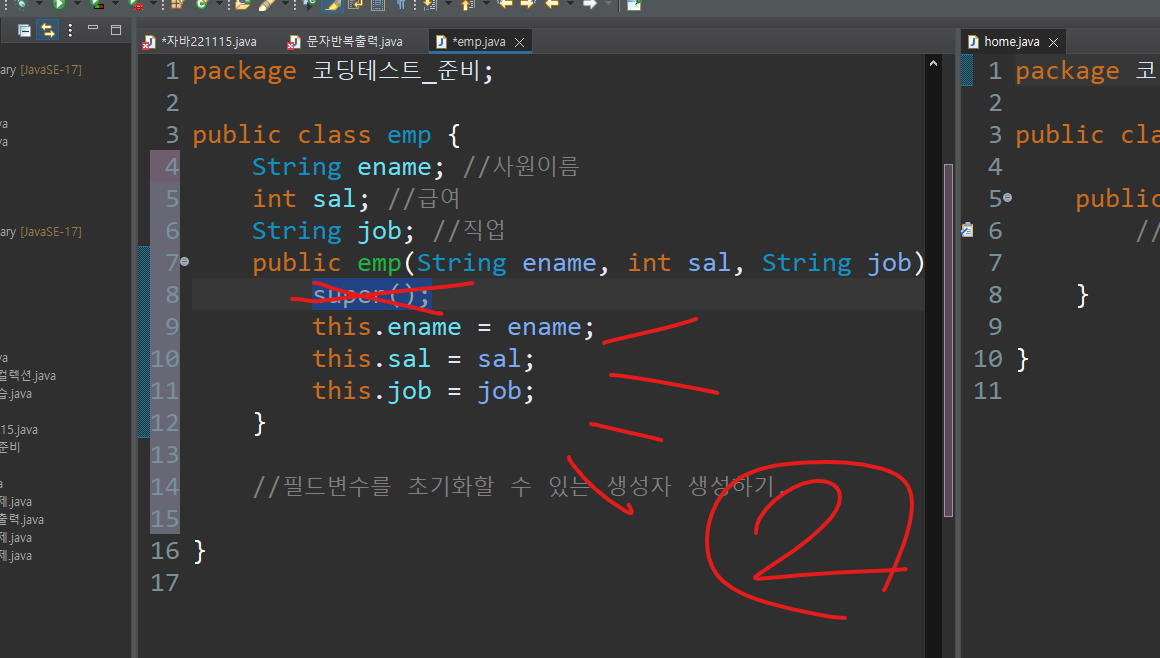 *자바221115.java
문자반복출력.java
*emp.java
home.java
ary [JavaSE-17]
va
va
ary [JavaSE-17]
va
컬렉션.java
습.java
15.java
준비
a
제.java
출력.java
제.java
제.java
1 package 코딩테스트_준비;
2
3 public class emp {
4 String ename; //사원이름
5 int sal; //급여
6 String job; //직업
7 public emp(String ename, int sal, String job)
8 super();
9 this.ename = ename;
10 this.sal = sal;
11 this.job = job;
12 }
13
14 //필드변수를 초기화할 수 있는 생성자 생성하기.
15
16 }
17
2
1 package 코
2
3 public cla
4
5 public
6 //
7
8 }
9
10 }
11